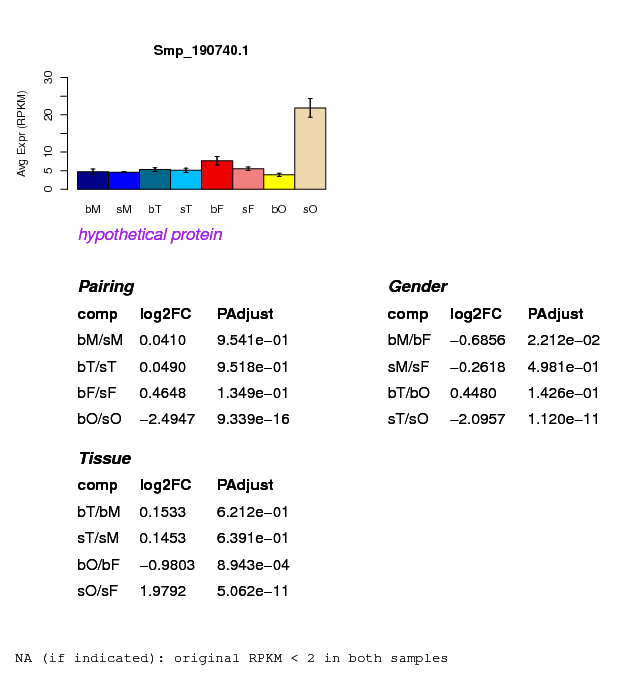 Smp_190740.1
Avg Expr (RPKM)
0 5 10 20 30
bM sM bT sT bF sF bO sO
hypothetical protein
Pairing
comp log2FC PAdjust
bM/sM 0.0410 9.541e−01
bT/sT 0.0490 9.518e−01
bF/sF 0.4648 1.349e−01
bO/sO −2.4947 9.339e−16
Gender
comp log2FC PAdjust
bM/bF −0.6856 2.212e−02
sM/sF −0.2618 4.981e−01
bT/bO 0.4480 1.426e−01
sT/sO −2.0957 1.120e−11
Tissue
comp log2FC PAdjust
bT/bM 0.1533 6.212e−01
sT/sM 0.1453 6.391e−01
bO/bF −0.9803 8.943e−04
sO/sF 1.9792 5.062e−11
NA (if indicated): original RPKM < 2 in both samples